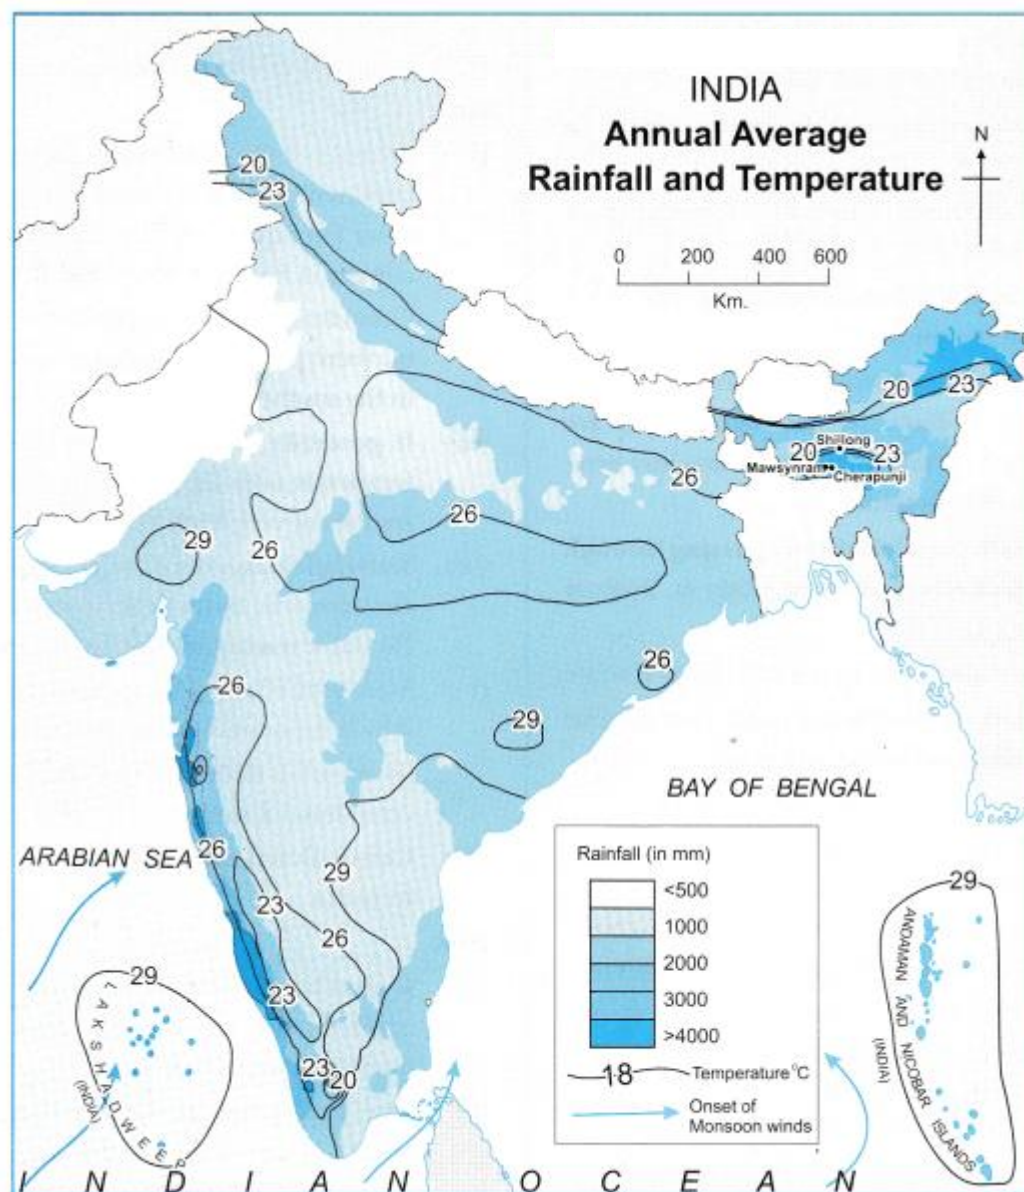 INDIA
Annual Average
Rainfall and Temperature
N
0 200 400 600
Km.
20
23
20
23
Shillong
20
23
Mawsynram
Cherapunji
26
26
29
26
26
26
29
BAY OF BENGAL
ARABIAN SEA
26
29
23
26
23
23
20
29
LAKSHADWEEP
(INDIA)
29
ANDAMAN AND NICOBAR ISLANDS
(INDIA)
Rainfall (in mm)
<500
1000
2000
3000
>4000
18 Temperature °C
Onset of
Monsoon winds
INDIAN OCEAN